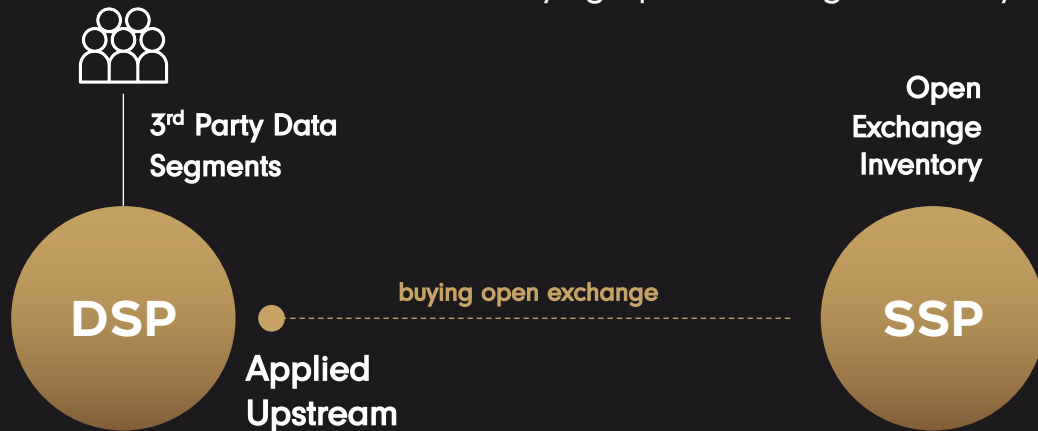 3rd Party Data
Segments
Open
Exchange
Inventory
DSP
buying open exchange
SSP
Applied
Upstream